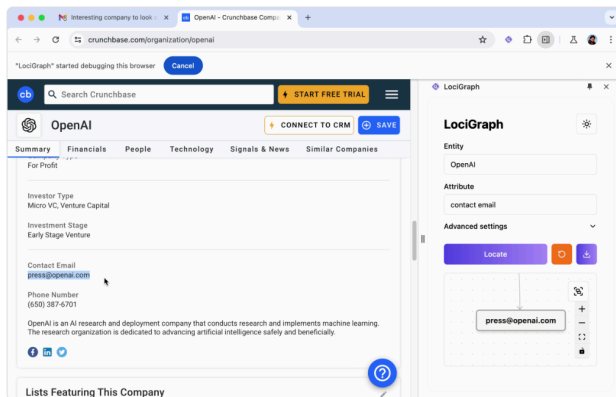 Interesting company to look
OpenAI - Crunchbase Compa
crunchbase.com/organization/openai
"LociGraph" started debugging this browser
Cancel
LociGraph
cb
Search Crunchbase
START FREE TRIAL
OpenAI
CONNECT TO CRM
SAVE
Summary Financials People Technology Signals & News Similar Companies
Company Type
For Profit
Investor Type
Micro VC, Venture Capital
Investment Stage
Early Stage Venture
Contact Email
press@openai.com
Phone Number
(650) 387-6701
OpenAI is an AI research and deployment company that conducts research and implements machine learning.
The research organization is dedicated to advancing artificial intelligence safely and beneficially.
Lists Featuring This Company
LociGraph
Entity
OpenAI
Attribute
contact email
Advanced settings
Locate
press@openai.com